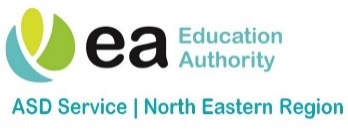 ea Education
Authority
ASD Service | North Eastern Region